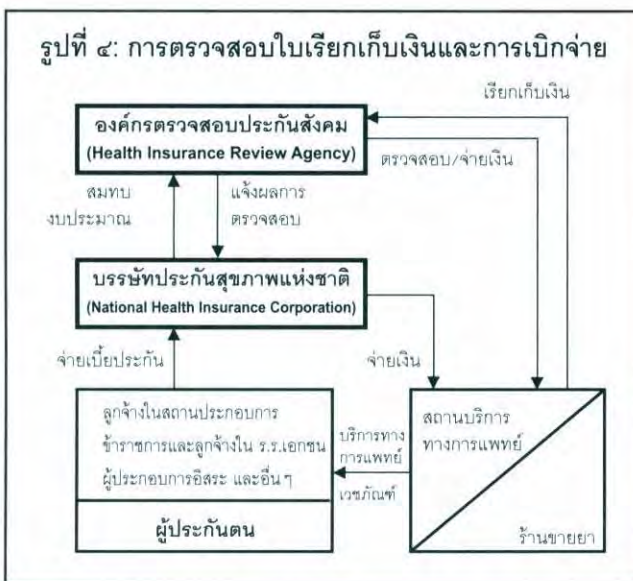 รูปที่ ๔: การตรวจสอบใบเรียกเก็บเงินและการเบิกจ่าย
เรียกเก็บเงิน
องค์กรตรวจสอบประกันสังคม
(Health Insurance Review Agency)
ตรวจสอบ/จ่ายเงิน
สมทบ
งบประมาณ
แจ้งผลการ
ตรวจสอบ
บรรษัทประกันสุขภาพแห่งชาติ
(National Health Insurance Corporation)
จ่ายเบี้ยประกัน
จ่ายเงิน
ลูกจ้างในสถานประกอบการ
ข้าราชการและลูกจ้างใน ร.ร.เอกชน
ผู้ประกอบการอิสระ และอื่นๆ
ผู้ประกันตน
บริการทาง
การแพทย์
เวชภัณฑ์
สถานบริการ
ทางการแพทย์
ร้านขายยา